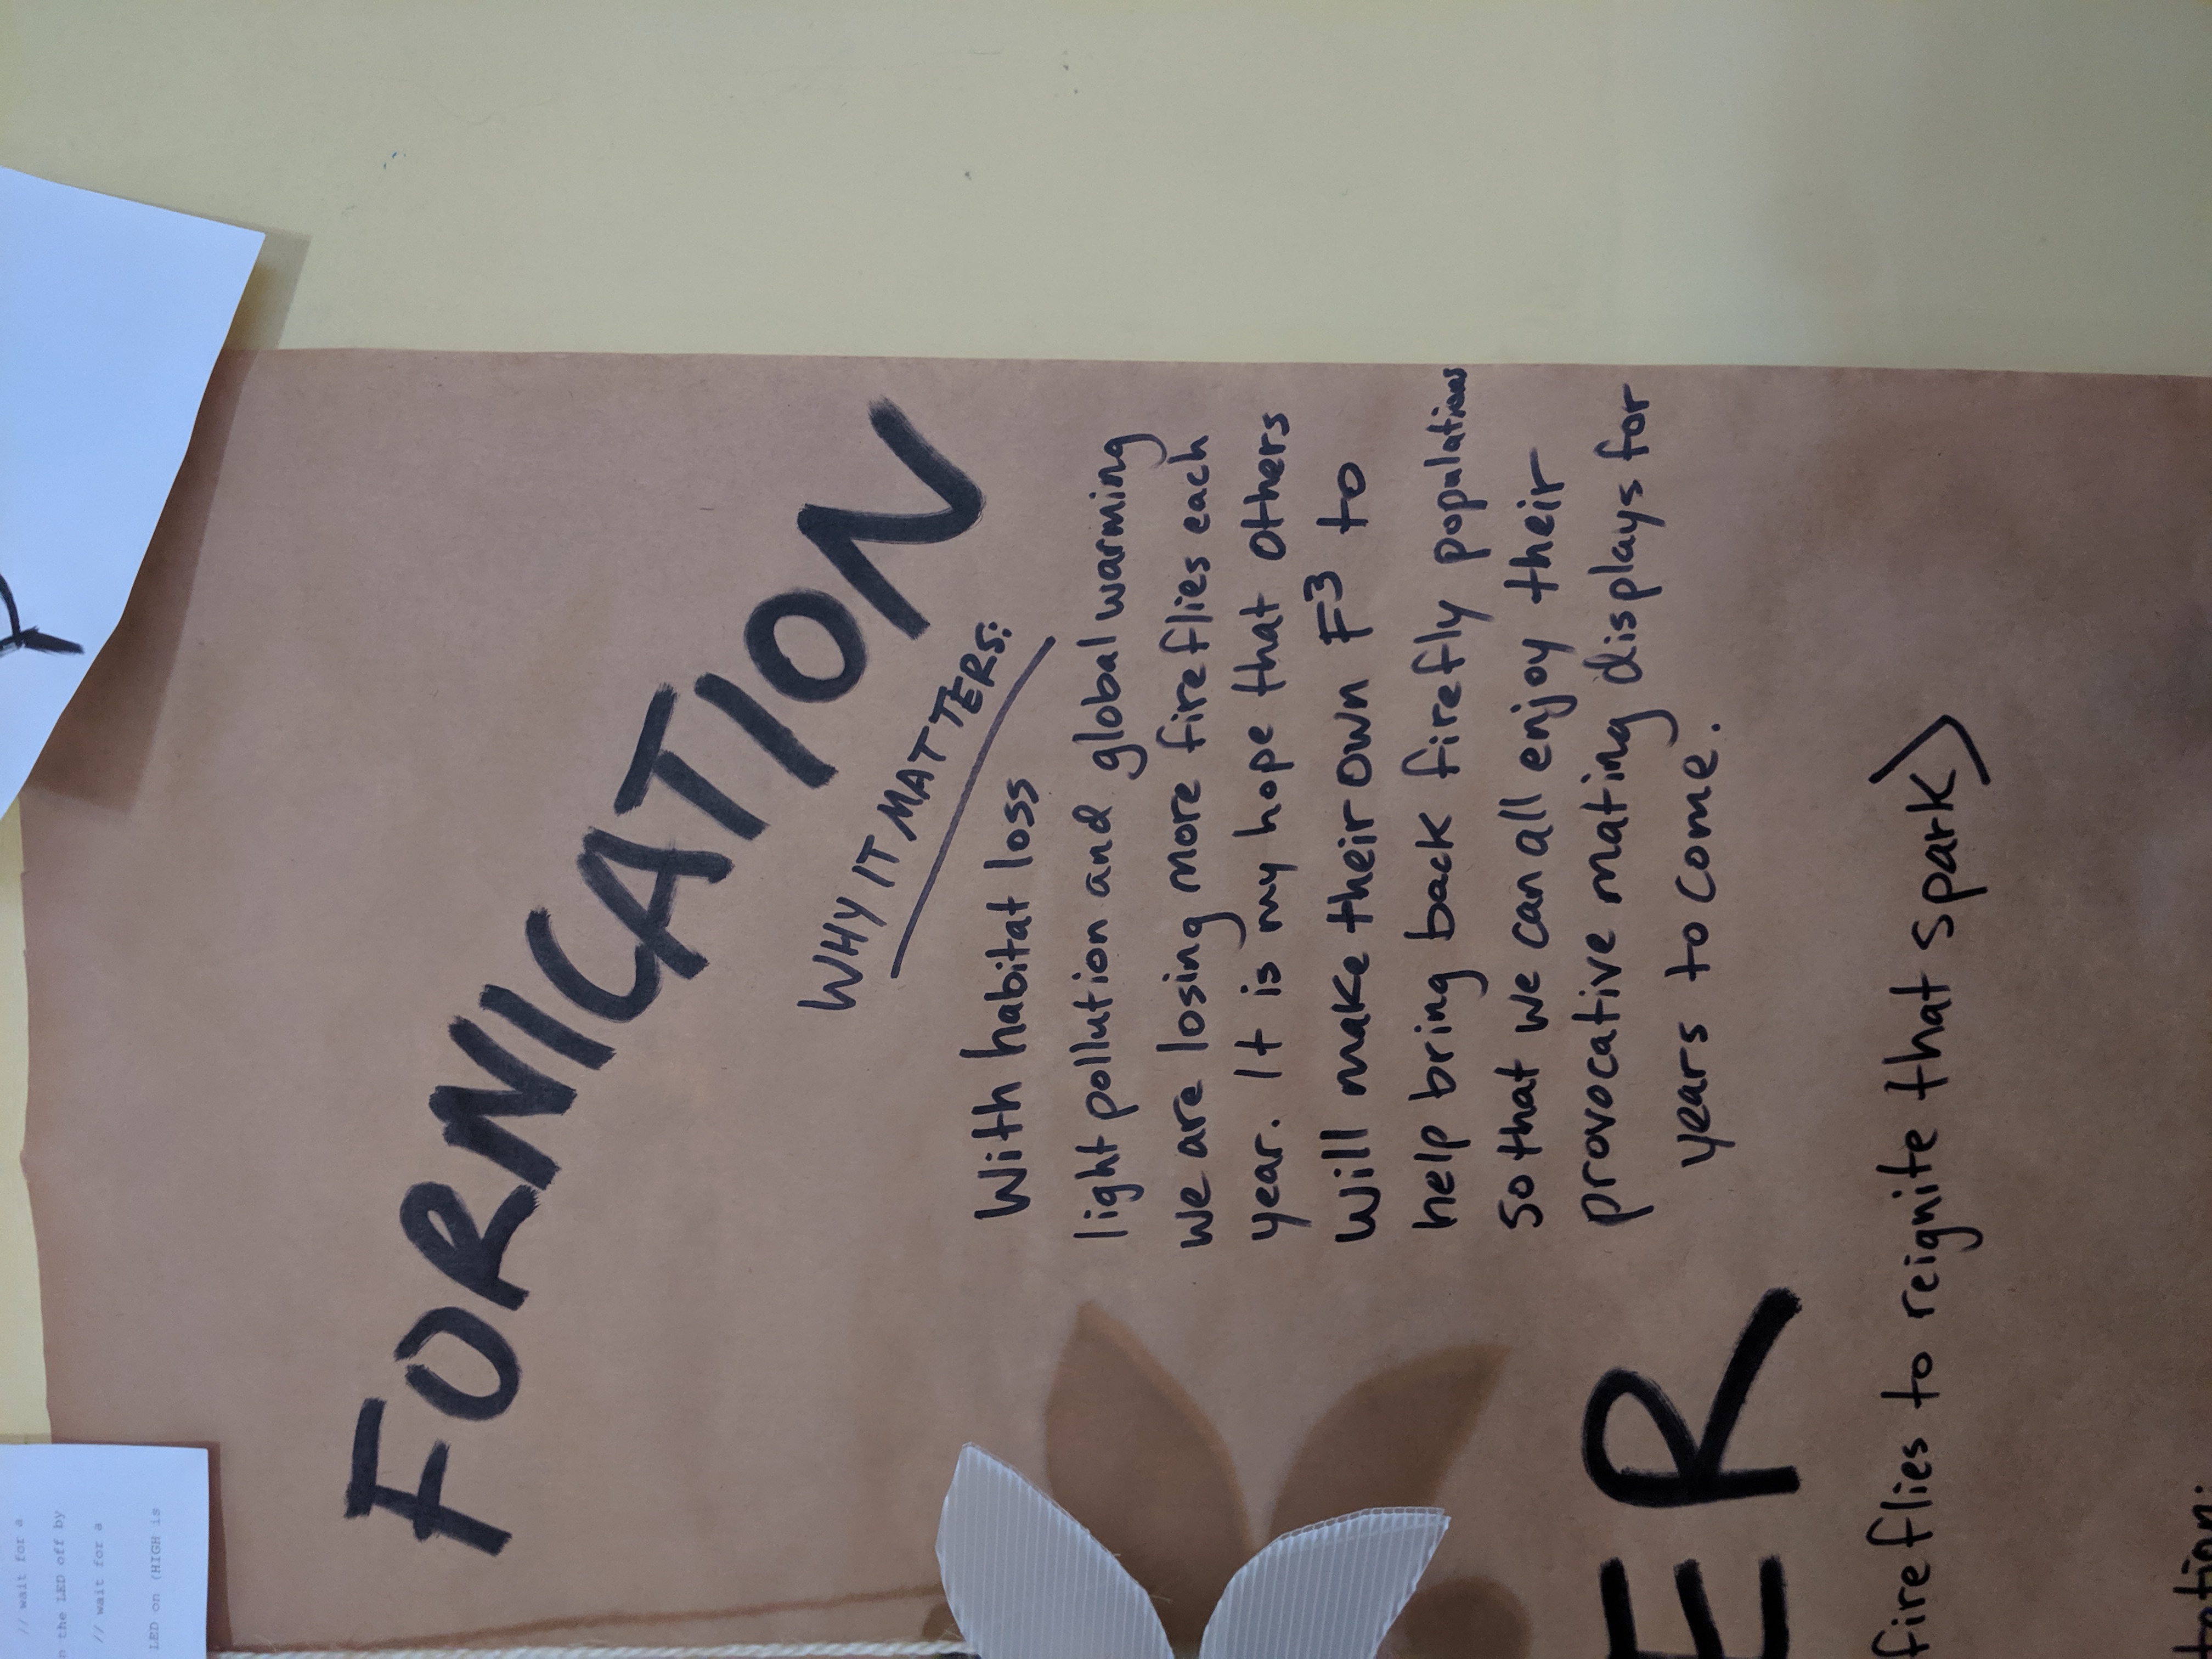 // wait for a
n the LED off by
// wait for a
LED on (HIGH is
FORNICATION
WHY IT MATTERS:
With habitat loss
light pollution and global warming
we are losing more fireflies each
year. It is my hope that others
will make their own F³ to
help bring back firefly populations
so that we can all enjoy their
provocative mating displays for
years to come.
ER
fireflies to reignite that spark)
tation: